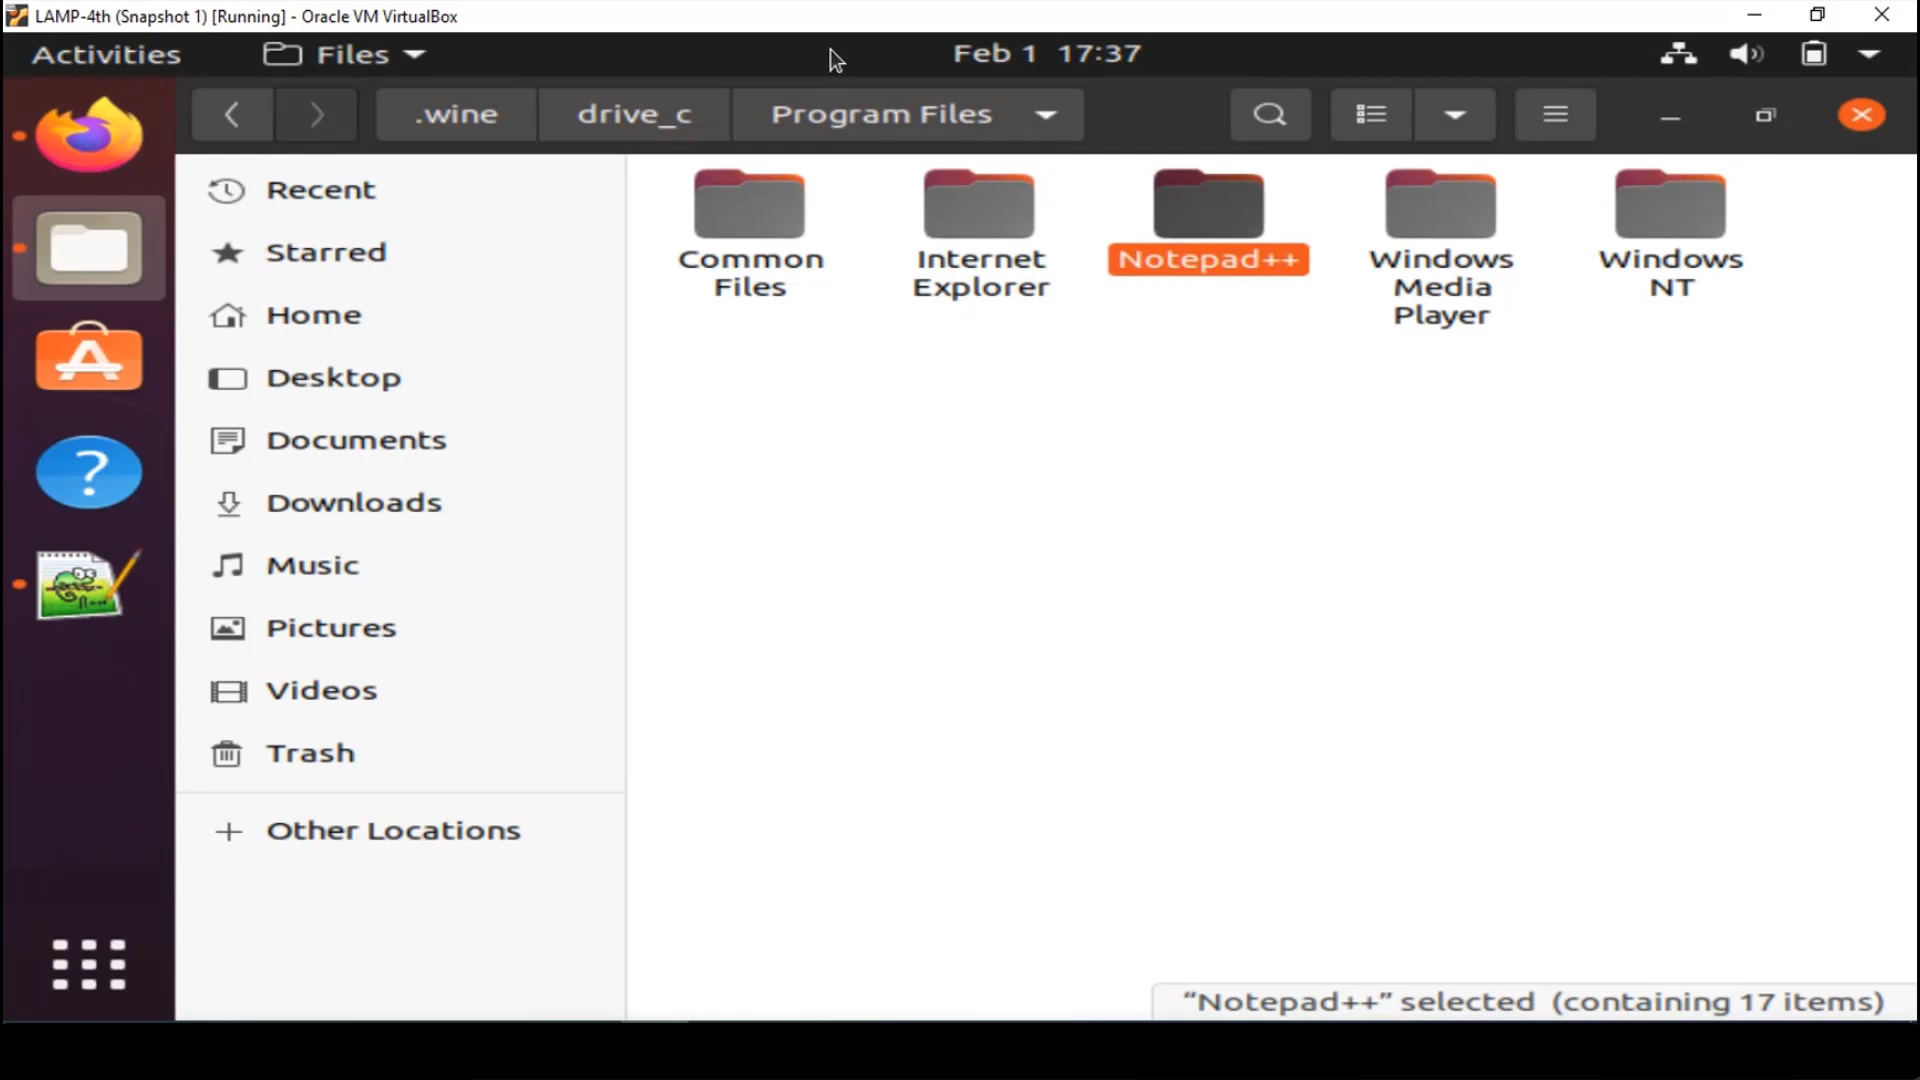 LAMP-4th (Snapshot 1) [Running] - Oracle VM VirtualBox
Activities
Files
Feb 1 17:37
.wine
drive_c
Program Files
Recent
Starred
Home
Desktop
Documents
Downloads
Music
Pictures
Videos
Trash
Other Locations
Common
Files
Internet
Explorer
Notepad++
Windows
Media
Player
Windows
NT
“Notepad++” selected (containing 17 items)